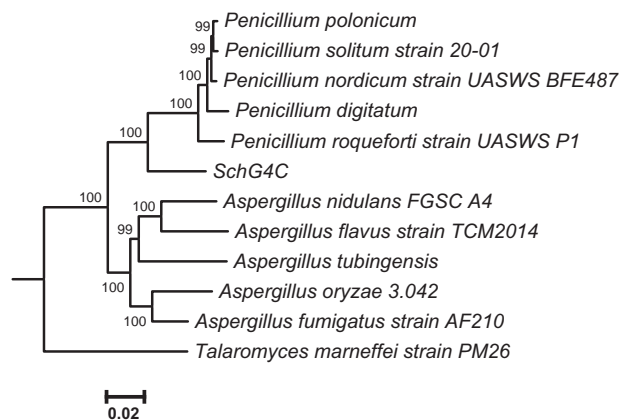 99
Penicillium polonicum
99
Penicillium solitum strain 20-01
100
Penicillium nordicum strain UASWS BFE487
100
Penicillium digitatum
100
Penicillium roqueforti strain UASWS P1
SchG4C
100
100
Aspergillus nidulans FGSC A4
99
Aspergillus flavus strain TCM2014
Aspergillus tubingensis
100
Aspergillus oryzae 3.042
100
Aspergillus fumigatus strain AF210
Talaromyces marneffei strain PM26
0.02